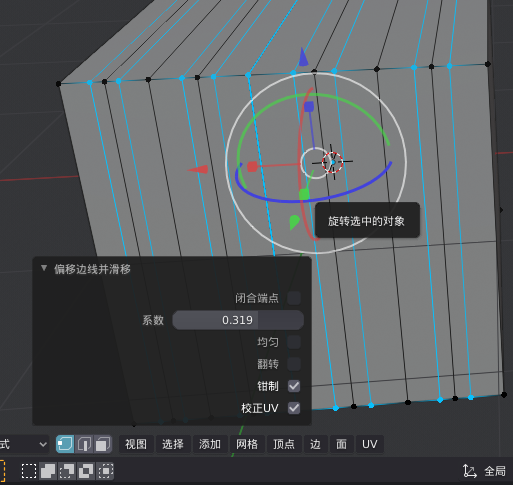 旋转选中的对象
偏移边线并滑移
闭合端点
系数 0.319
均匀
翻转
钳制
校正UV
式 视图 选择 添加 网格 顶点 边 面 UV
全局